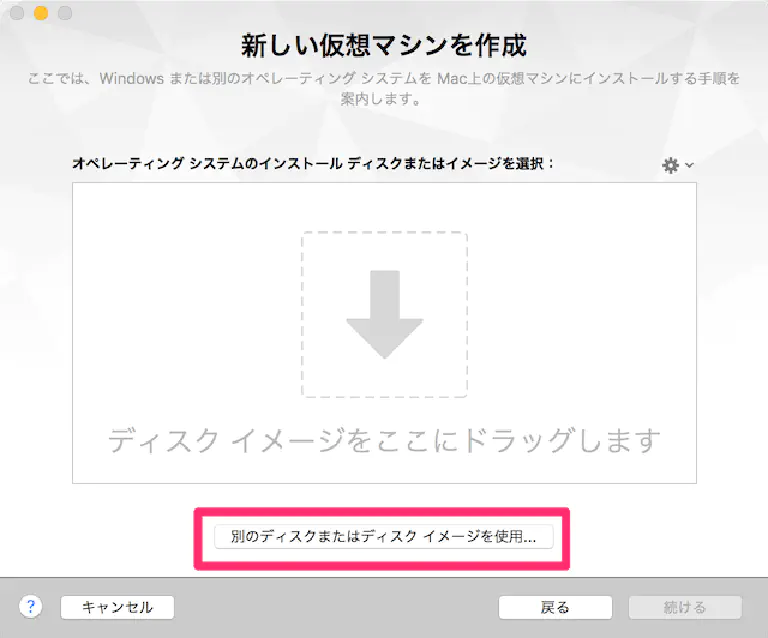 新しい仮想マシンを作成
ここでは、Windows または別のオペレーティング システムを Mac上の仮想マシンにインストールする手順を
案内します。
オペレーティング システムのインストール ディスクまたはイメージを選択：
ディスク イメージをここにドラッグします
別のディスクまたはディスク イメージを使用...
? キャンセル 戻る 続ける